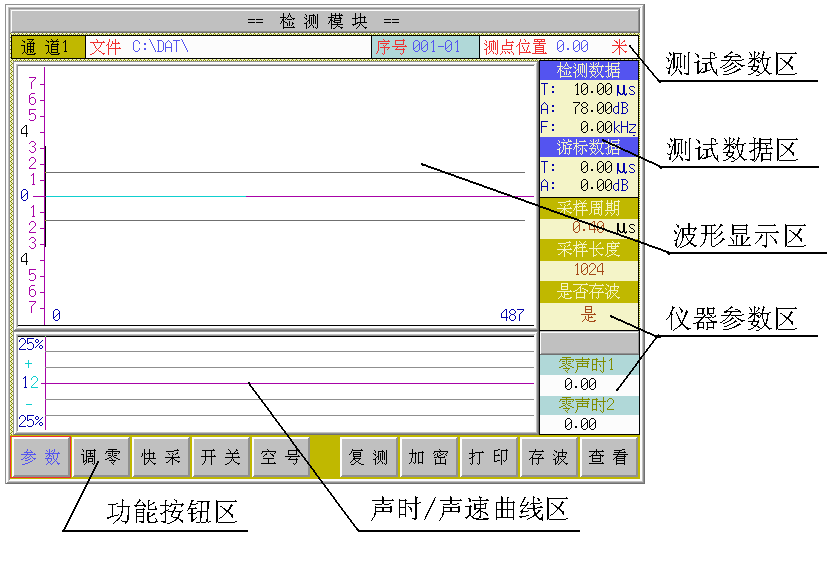 == 检测模块 ==
通道1 文件 C:\DAT\ 序号 001-01 测点位置 0.00 米
测试参数区
检测数据
T: 10.00μs
A: 78.00dB
F: 0.00kHz
测试数据区
游标数据
T: 0.00μs
A: 0.00dB
采样周期
0.40 μs
波形显示区
采样长度
1024
是否存波
是
仪器参数区
7
6
5
4
3
2
1
0
1
2
3
4
5
6
7
0 487
25%
+
12
-
25%
零声时1
0.00
零声时2
0.00
参数 调零 快采 开关 空号 复测 加密 打印 存波 查看
功能按钮区
声时/声速曲线区